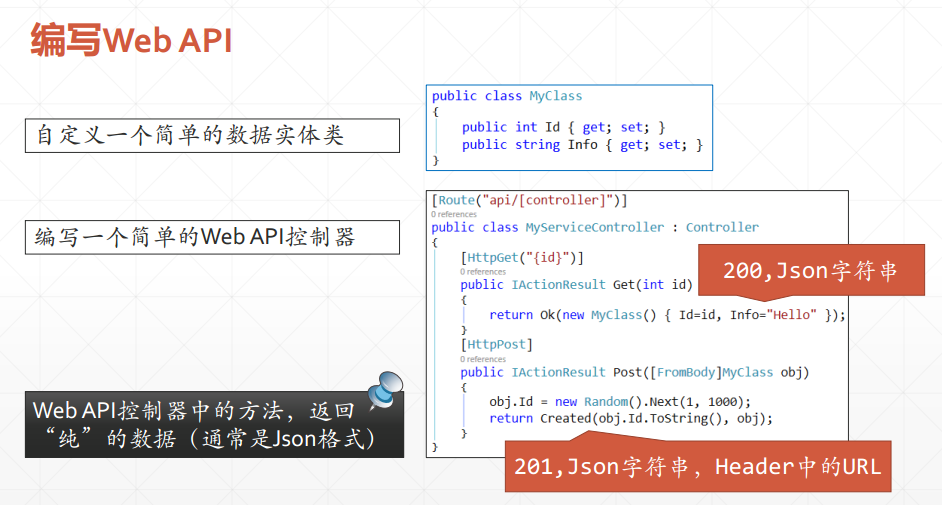 编写Web API
自定义一个简单的数据实体类
public class MyClass
{
public int Id { get; set; }
public string Info { get; set; }
}
编写一个简单的Web API控制器
[Route("api/[controller]")]
0 references
public class MyServiceController : Controller
{
[HttpGet("{id}")]
0 references
public IActionResult Get(int id)
{
return Ok(new MyClass() { Id=id, Info="Hello" });
}
[HttpPost]
0 references
public IActionResult Post([FromBody]MyClass obj)
{
obj.Id = new Random().Next(1, 1000);
return Created(obj.Id.ToString(), obj);
}
}
200,Json字符串
Web API控制器中的方法，返回
“纯”的数据（通常是Json格式）
201,Json字符串，Header中的URL